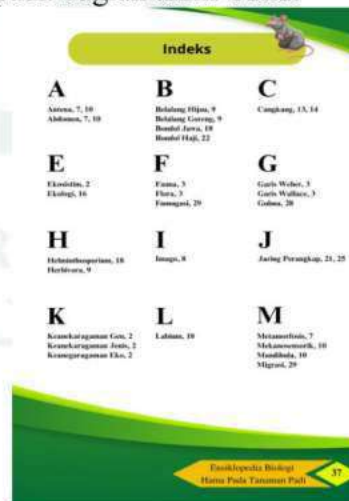 Indeks
A
Antena, 7, 10
Abdomen, 7, 10
B
Belalang Hijau, 9
Belalang Goreng, 9
Bondol Jawa, 18
Bondol Haji, 22
C
Cangkang, 13, 14
E
Ekosistim, 2
Ekologi, 16
F
Fauna, 3
Flora, 3
Fumugasi, 29
G
Garis Weber, 3
Garis Wallace, 3
Gulma, 28
H
Helminthosporium, 18
Herbivora, 9
I
Imago, 8
J
Jaring Perangkap, 21, 25
K
Keanekaragaman Gen, 2
Keanekaragaman Jenis, 2
Keanegaragaman Eko, 2
L
Labium, 10
M
Metamorfosis, 7
Mekanosensorik, 10
Mandibula, 10
Migrasi, 29
Ensiklopedia Biologi
Hama Pada Tanaman Padi
37